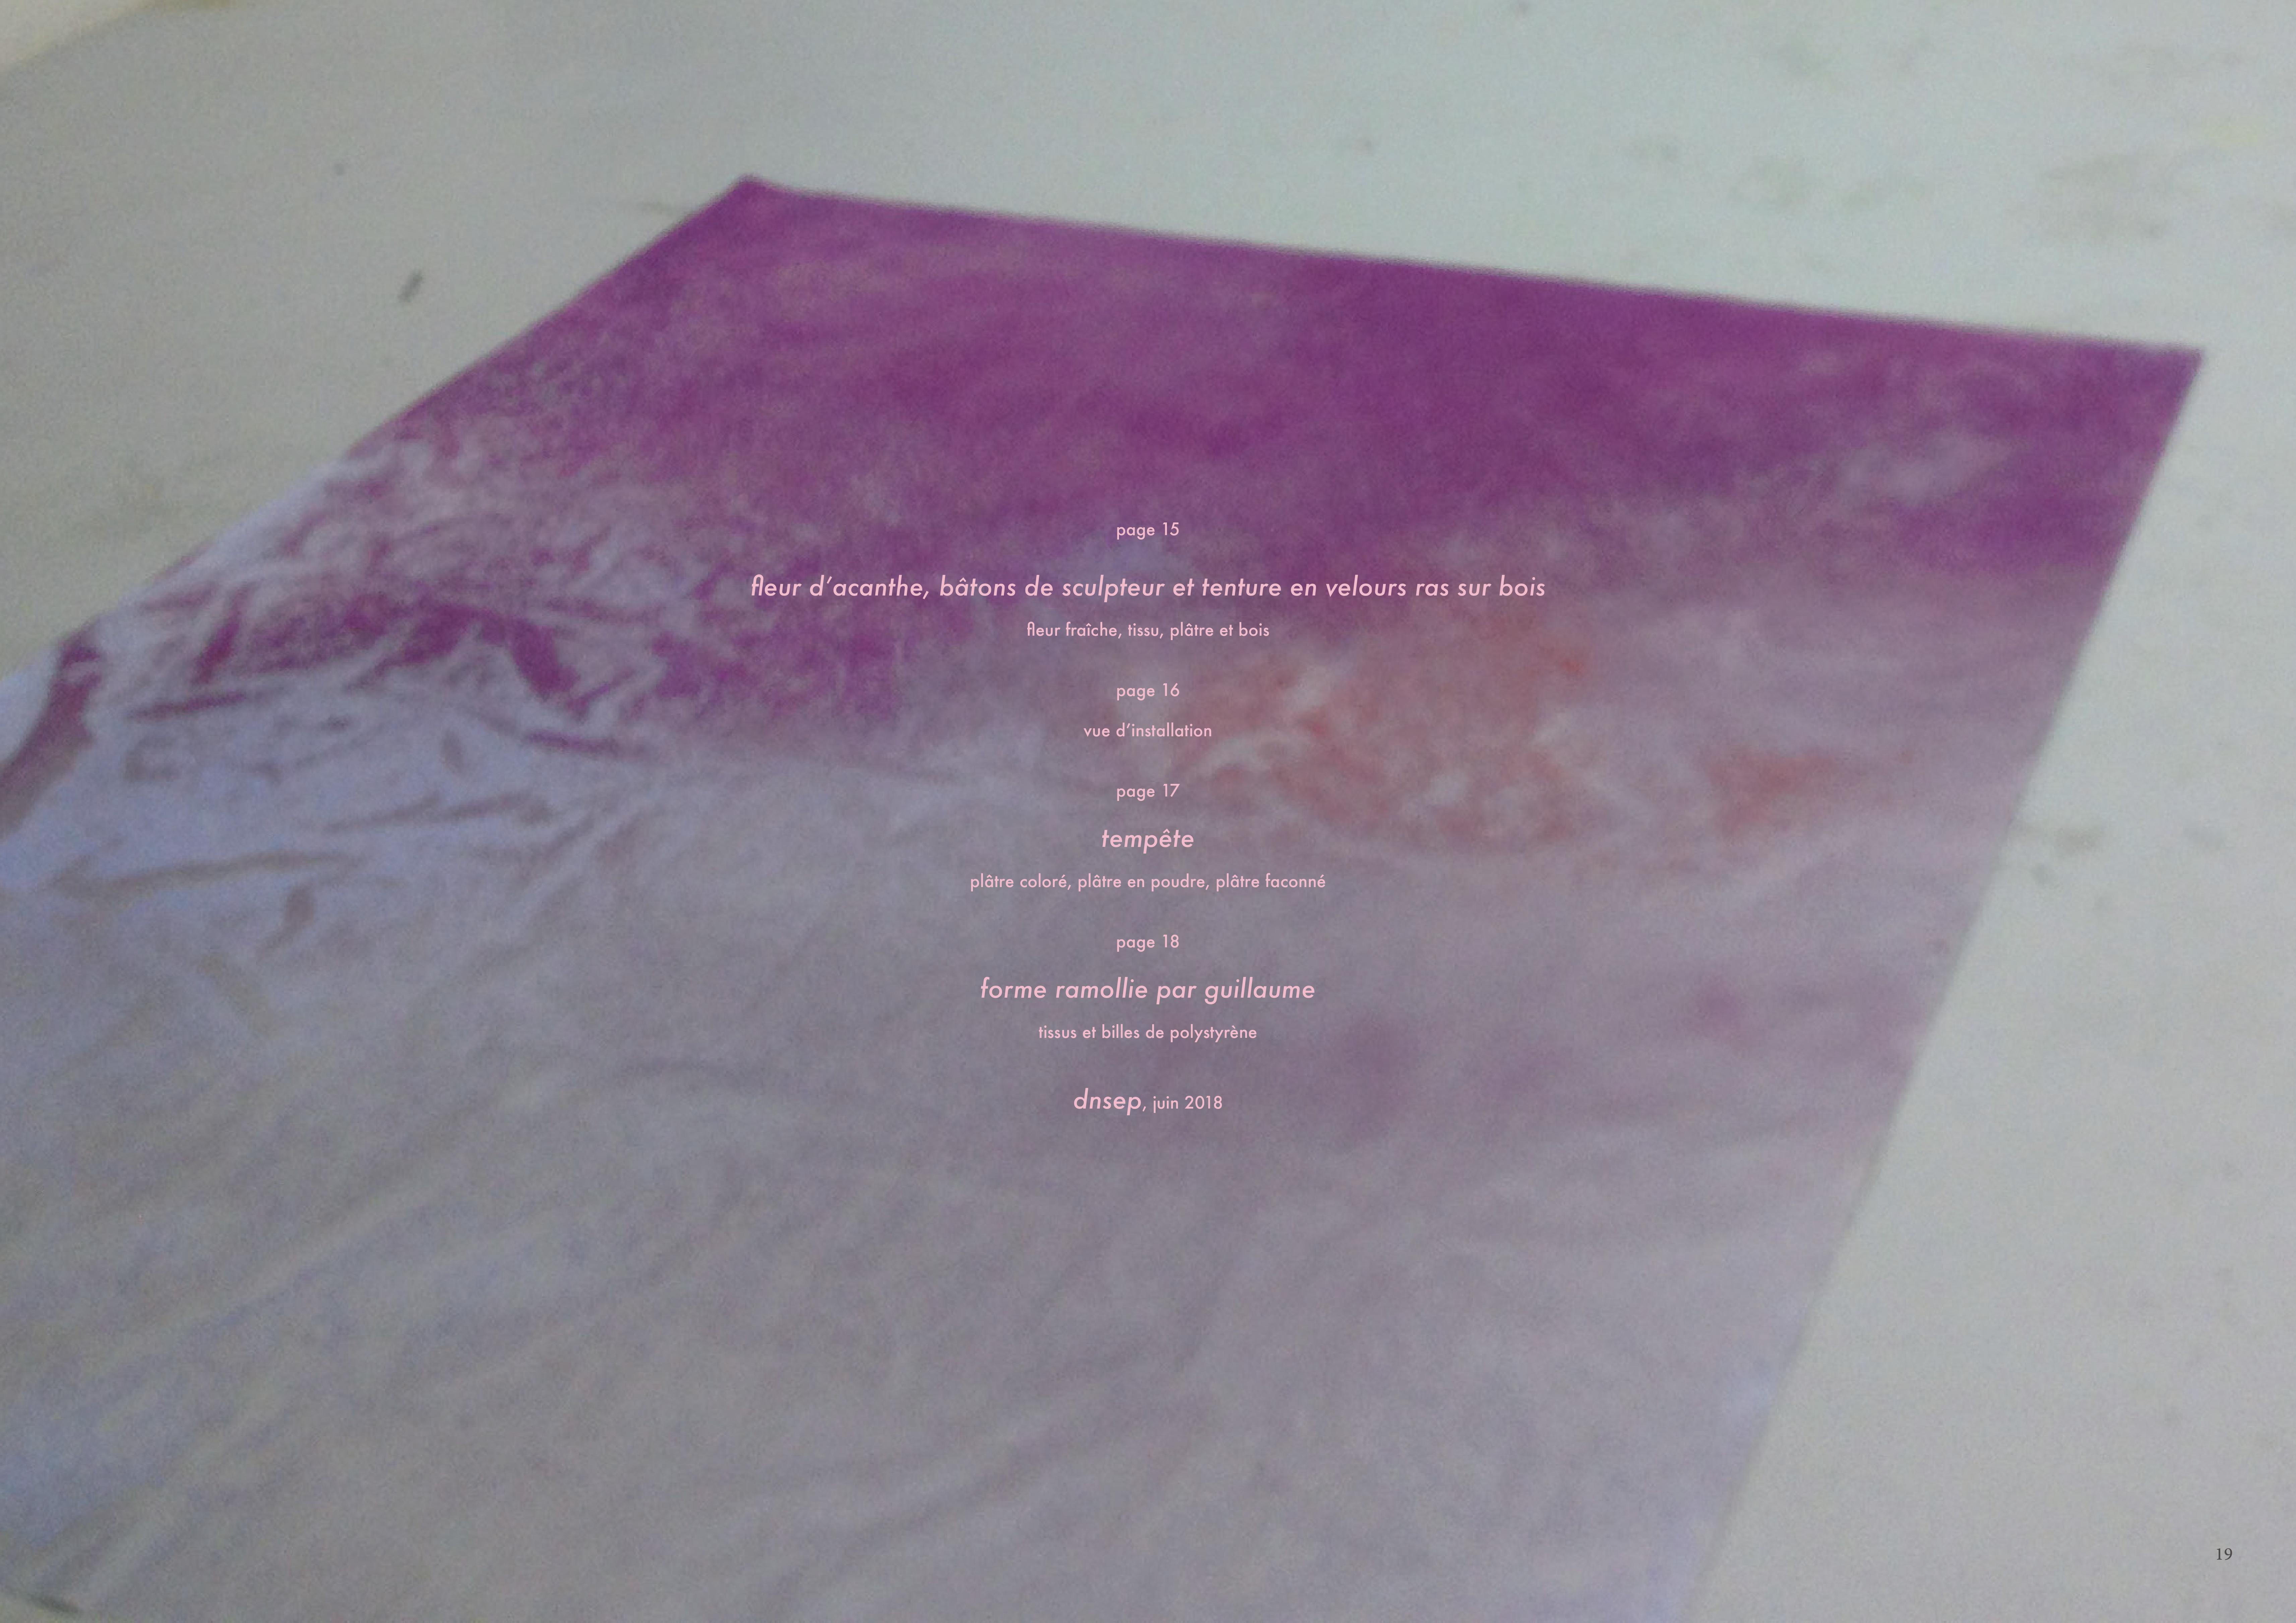 page 15
fleur d’acanthe, bâtons de sculpteur et tenture en velours ras sur bois
fleur fraîche, tissu, plâtre et bois
page 16
vue d’installation
page 17
tempête
plâtre coloré, plâtre en poudre, plâtre faconné
page 18
forme ramollie par guillaume
tissus et billes de polystyrène
dnsep, juin 2018
19